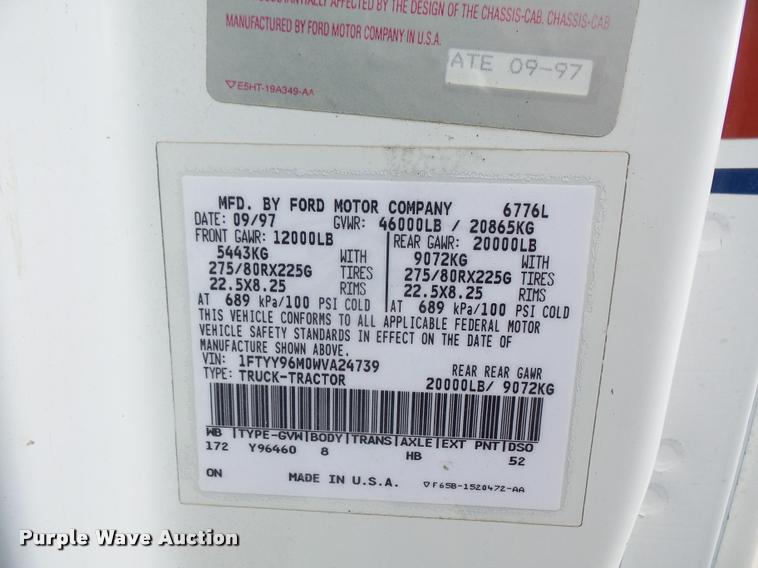 AFFECTED BY THE DESIGN OF THE CHASSIS-CAB. CHASSIS-CAB
MANUFACTURED BY FORD MOTOR COMPANY IN U.S.A.
ATE 09-97
E5HT-19A349-AA
MFD. BY FORD MOTOR COMPANY 6776L
DATE: 09/97 GVWR: 46000LB / 20865KG
FRONT GAWR: 12000LB REAR GAWR: 20000LB
5443KG WITH 9072KG WITH
275/80RX225G TIRES 275/80RX225G TIRES
22.5X8.25 RIMS 22.5X8.25 RIMS
AT 689 kPa/100 PSI COLD AT 689 kPa/100 PSI COLD
THIS VEHICLE CONFORMS TO ALL APPLICABLE FEDERAL MOTOR
VEHICLE SAFETY STANDARDS IN EFFECT ON THE DATE OF
MANUFACTURE SHOWN ABOVE.
VIN: 1FTYY96M0WVA24739 REAR REAR GAWR
TYPE: TRUCK-TRACTOR 20000LB/ 9072KG
WB TYPE-GVW BODY TRANS AXLE EXT PNT DSO
172 Y96460 8 HB 52
ON MADE IN U.S.A. F65B-1520472-AA
Purple Wave Auction